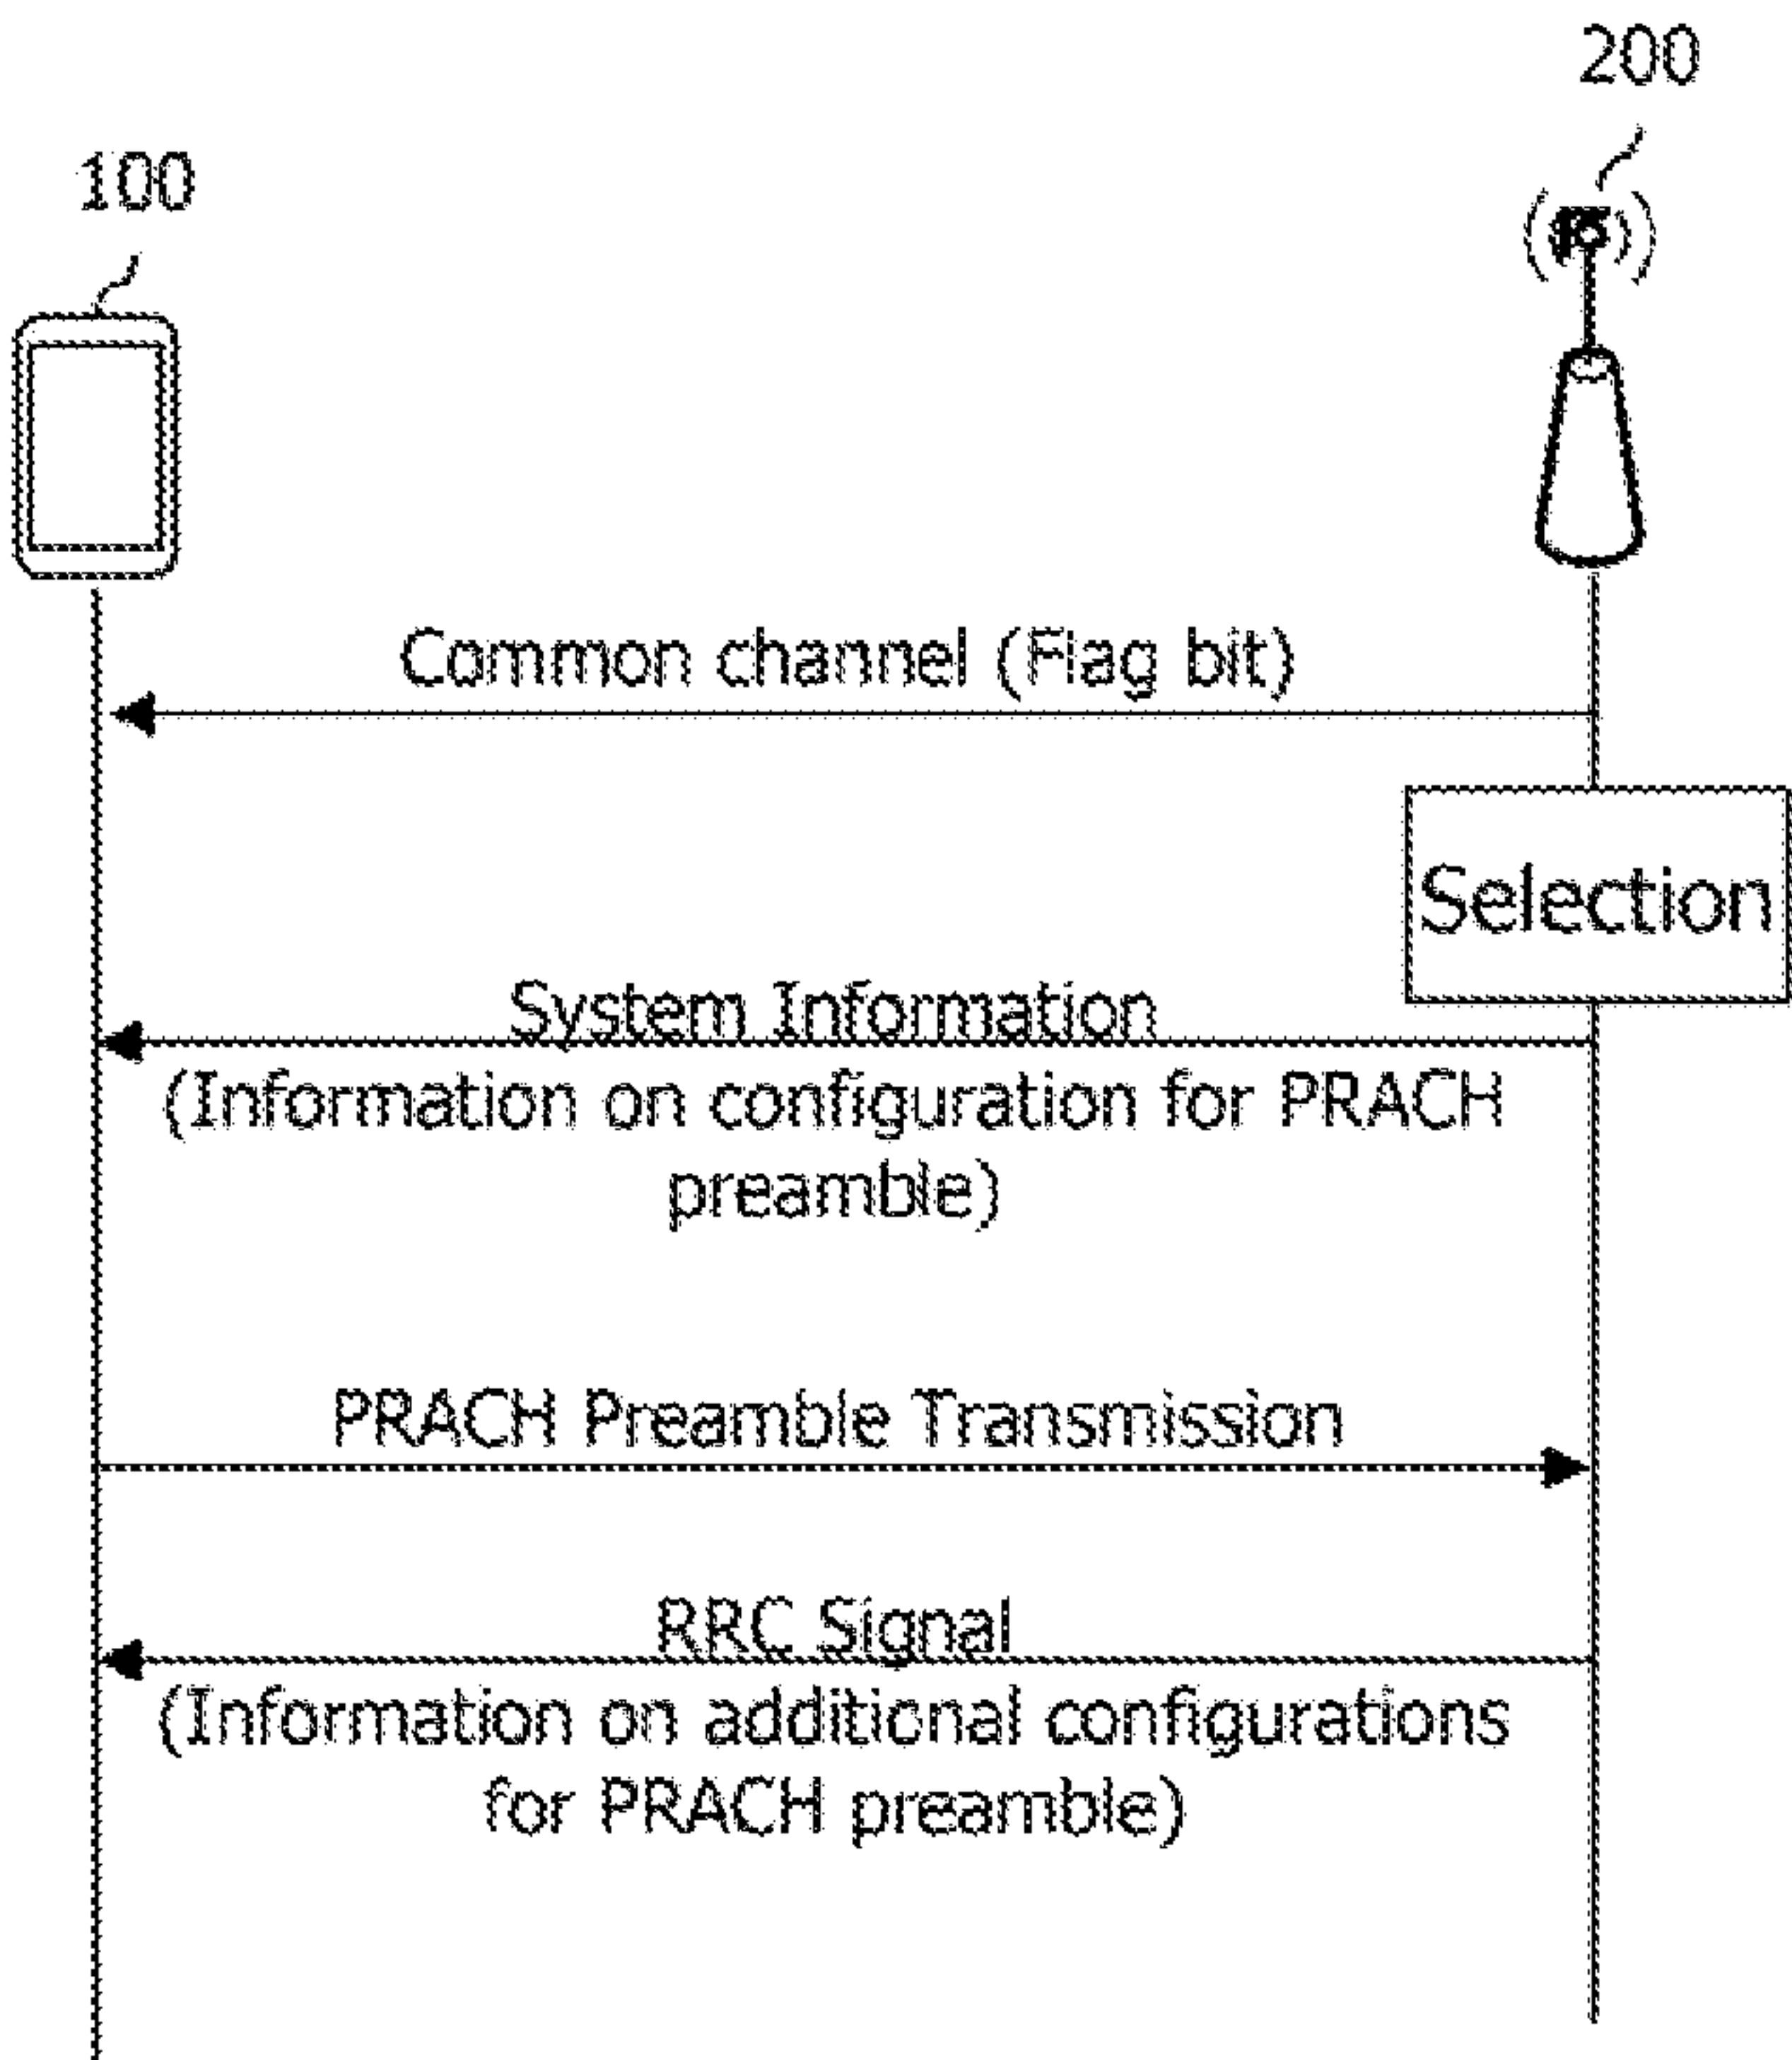 200
100
Common channel (Flag bit)
Selection
System Information
(Information on configuration for PRACH
preamble)
PRACH Preamble Transmission
RRC Signal
(Information on additional configurations
for PRACH preamble)